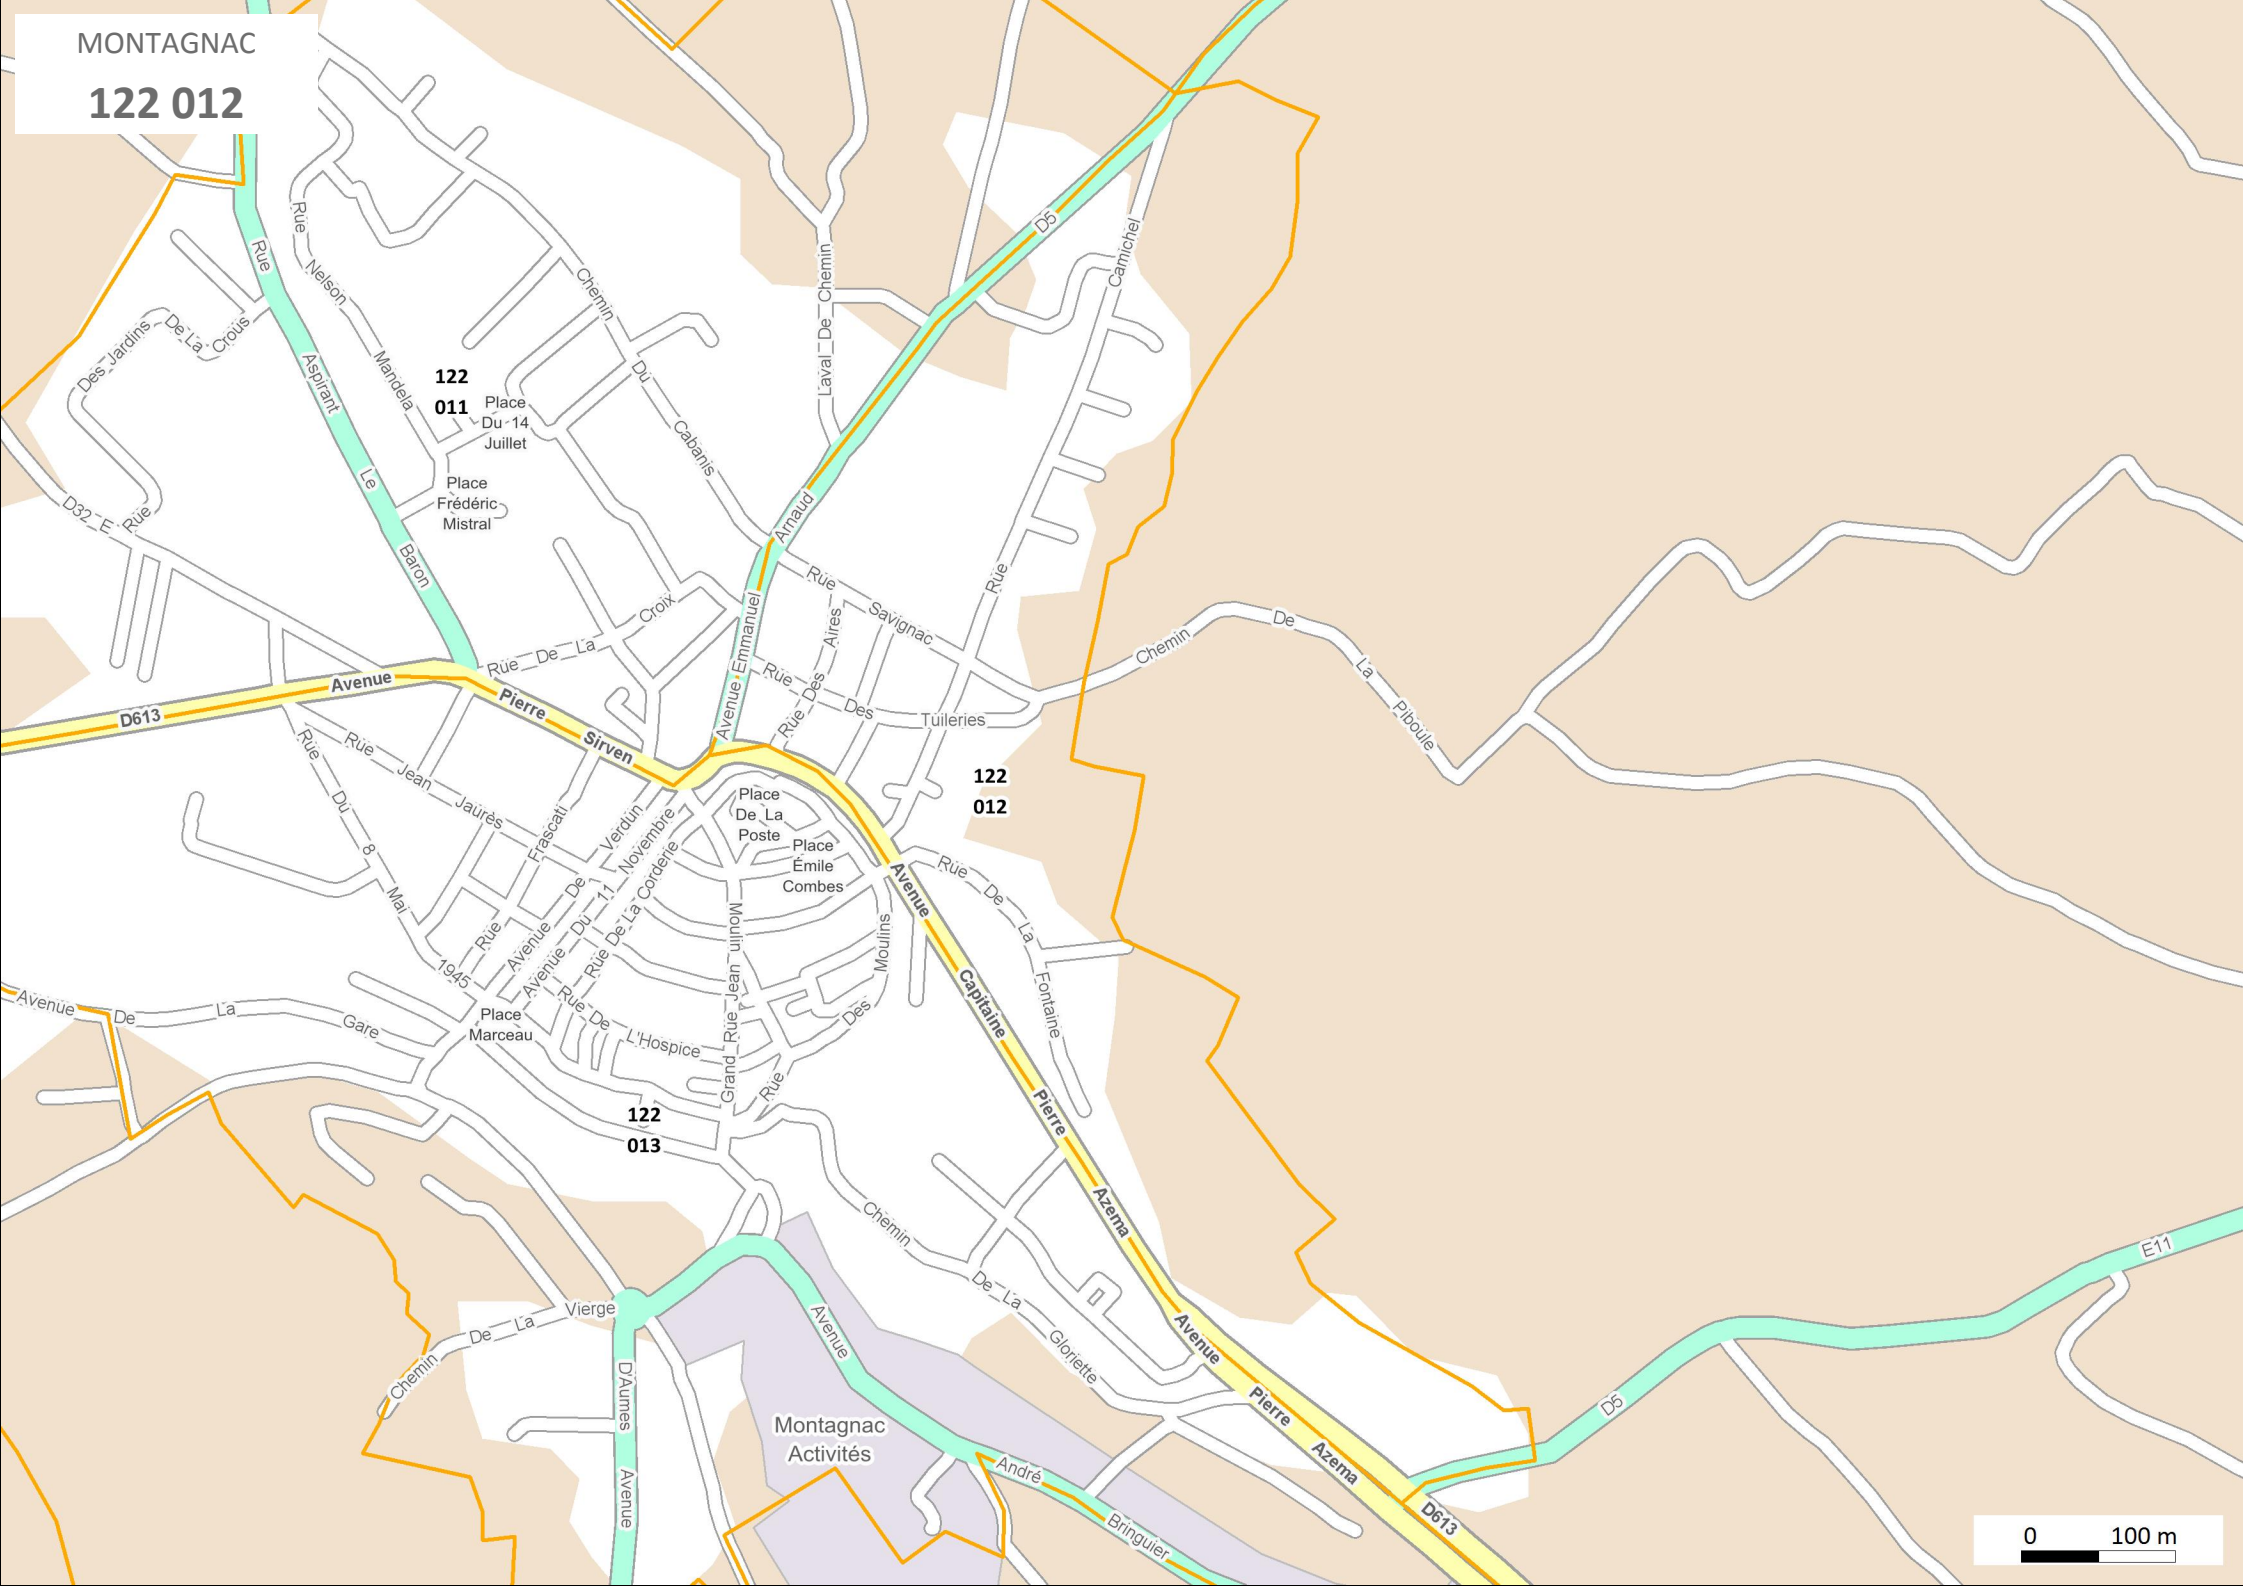 MONTAGNAC
122 012
Rue Aspirant Le Baron
Rue Nelson Mandela
Rue Des Jardins De La Crous
D32 E
122
011
Place
Du 14
Juillet
Place
Frédéric
Mistral
Chemin Du Cabanis
Laval De Chemin
D5
Rue Camichel
Avenue Emmanuel Arnaud
Rue Savignac
Rue Des Aires
Rue Des Tuileries
Rue De La Croix
Chemin De La Piboule
D613
Avenue Pierre Sirven
Rue Jean Jaurès
Rue Du 8 Mai 1945
Rue Frascati
Avenue De Verdun
Avenue Du 11 Novembre
Rue De La Corderie
Place
De La
Poste
Place
Émile
Combes
122
012
Grand Rue Jean Moulin
Rue Des Moulins
Rue De La Fontaine
Avenue Capitaine Pierre Azema
Avenue De La Gare
Place
Marceau
Rue De L'Hospice
122
013
Chemin De La Gloriette
Chemin De La Vierge
Avenue D'Aumes
Avenue André Bringuier
Montagnac
Activités
Avenue Pierre Azema
D613
D5
E11
0 100 m